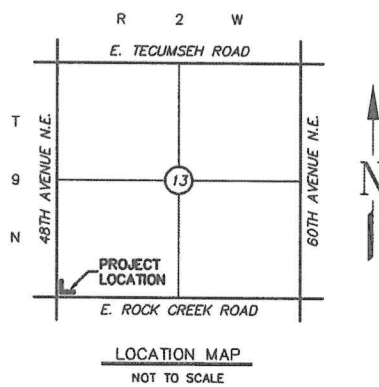 R 2 W
E. TECUMSEH ROAD
T
9
N
48TH AVENUE N.E.
13
60TH AVENUE N.E.
N
PROJECT
LOCATION
E. ROCK CREEK ROAD
LOCATION MAP
NOT TO SCALE